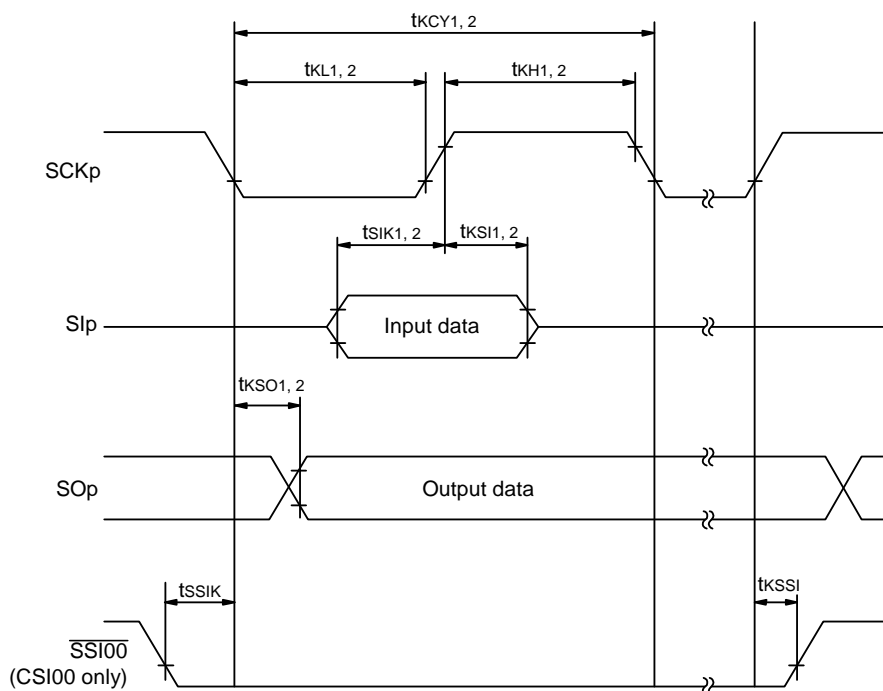 tKCY1, 2
tKL1, 2
tKH1, 2
SCKp
tSIK1, 2
tKSI1, 2
SIp
Input data
tKSO1, 2
SOp
Output data
tSSIK
tKSSI
SSI00
(CSI00 only)